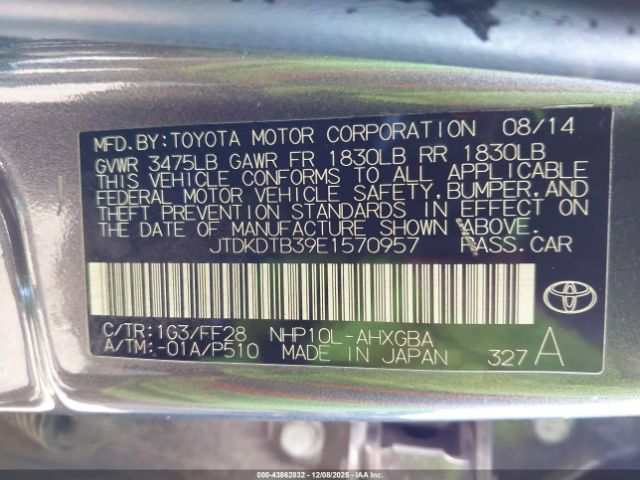 MFD.BY:TOYOTA MOTOR CORPORATION 08/14
GVWR 3475LB GAWR FR 1830LB RR 1830LB
THIS VEHICLE CONFORMS TO ALL APPLICABLE
FEDERAL MOTOR VEHICLE SAFETY,BUMPER,AND
THEFT PREVENTION STANDARDS IN EFFECT ON
THE DATE OF MANUFACTURE SHOWN ABOVE.
JTDKDTB39E1570957 PASS.CAR
C/TR:1G3/FF28 NHP10L-AHXGBA
A/TM:-01A/P510 MADE IN JAPAN 327 A
000-43862832 12/08/2025 IAAI.COM